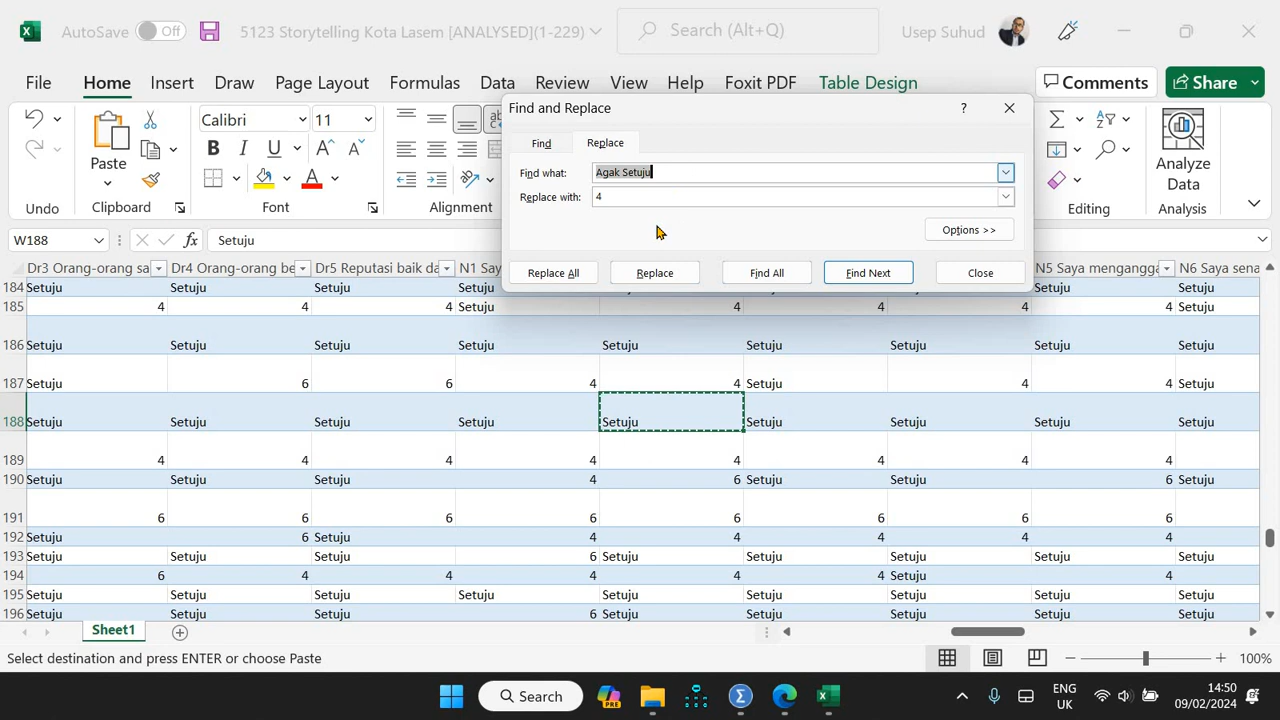 AutoSave Off 5123 Storytelling Kota Lasem [ANALYSED](1-229) Search (Alt+Q) Usep Suhud
File Home Insert Draw Page Layout Formulas Data Review View Help Foxit PDF Table Design Comments Share
Find and Replace ? ×
Find Replace
Find what: Agak Setuju
Replace with: 4
Options >>
Replace All Replace Find All Find Next Close
Paste
Calibri 11
B I U A A
A
Analyze
Data
Undo Clipboard Font Alignment Editing Analysis
W188 fx Setuju
Dr3 Orang-orang sa Dr4 Orang-orang be Dr5 Reputasi baik da N1 Say N5 Saya mengangga N6 Saya sena
184 Setuju Setuju Setuju Setuju Setuju Setuju
185 4 4 4 Setuju 4 4 4 4 Setuju
186 Setuju Setuju Setuju Setuju Setuju Setuju Setuju Setuju Setuju
187 Setuju 6 6 4 4 Setuju 4 4 Setuju
188 Setuju Setuju Setuju Setuju Setuju Setuju Setuju Setuju Setuju
189 4 4 4 4 4 4 4 4
190 Setuju Setuju Setuju 4 6 Setuju Setuju 6 Setuju
191 6 6 6 6 6 6 6 6
192 Setuju 6 Setuju 4 4 4 4 4
193 Setuju Setuju Setuju 6 Setuju Setuju Setuju Setuju Setuju
194 6 4 4 4 4 4 Setuju 4
195 Setuju Setuju Setuju Setuju Setuju Setuju Setuju Setuju Setuju
196 Setuju Setuju Setuju 6 Setuju Setuju Setuju Setuju Setuju
Sheet1
Select destination and press ENTER or choose Paste 100%
Search PRE ENG
UK 14:50
09/02/2024